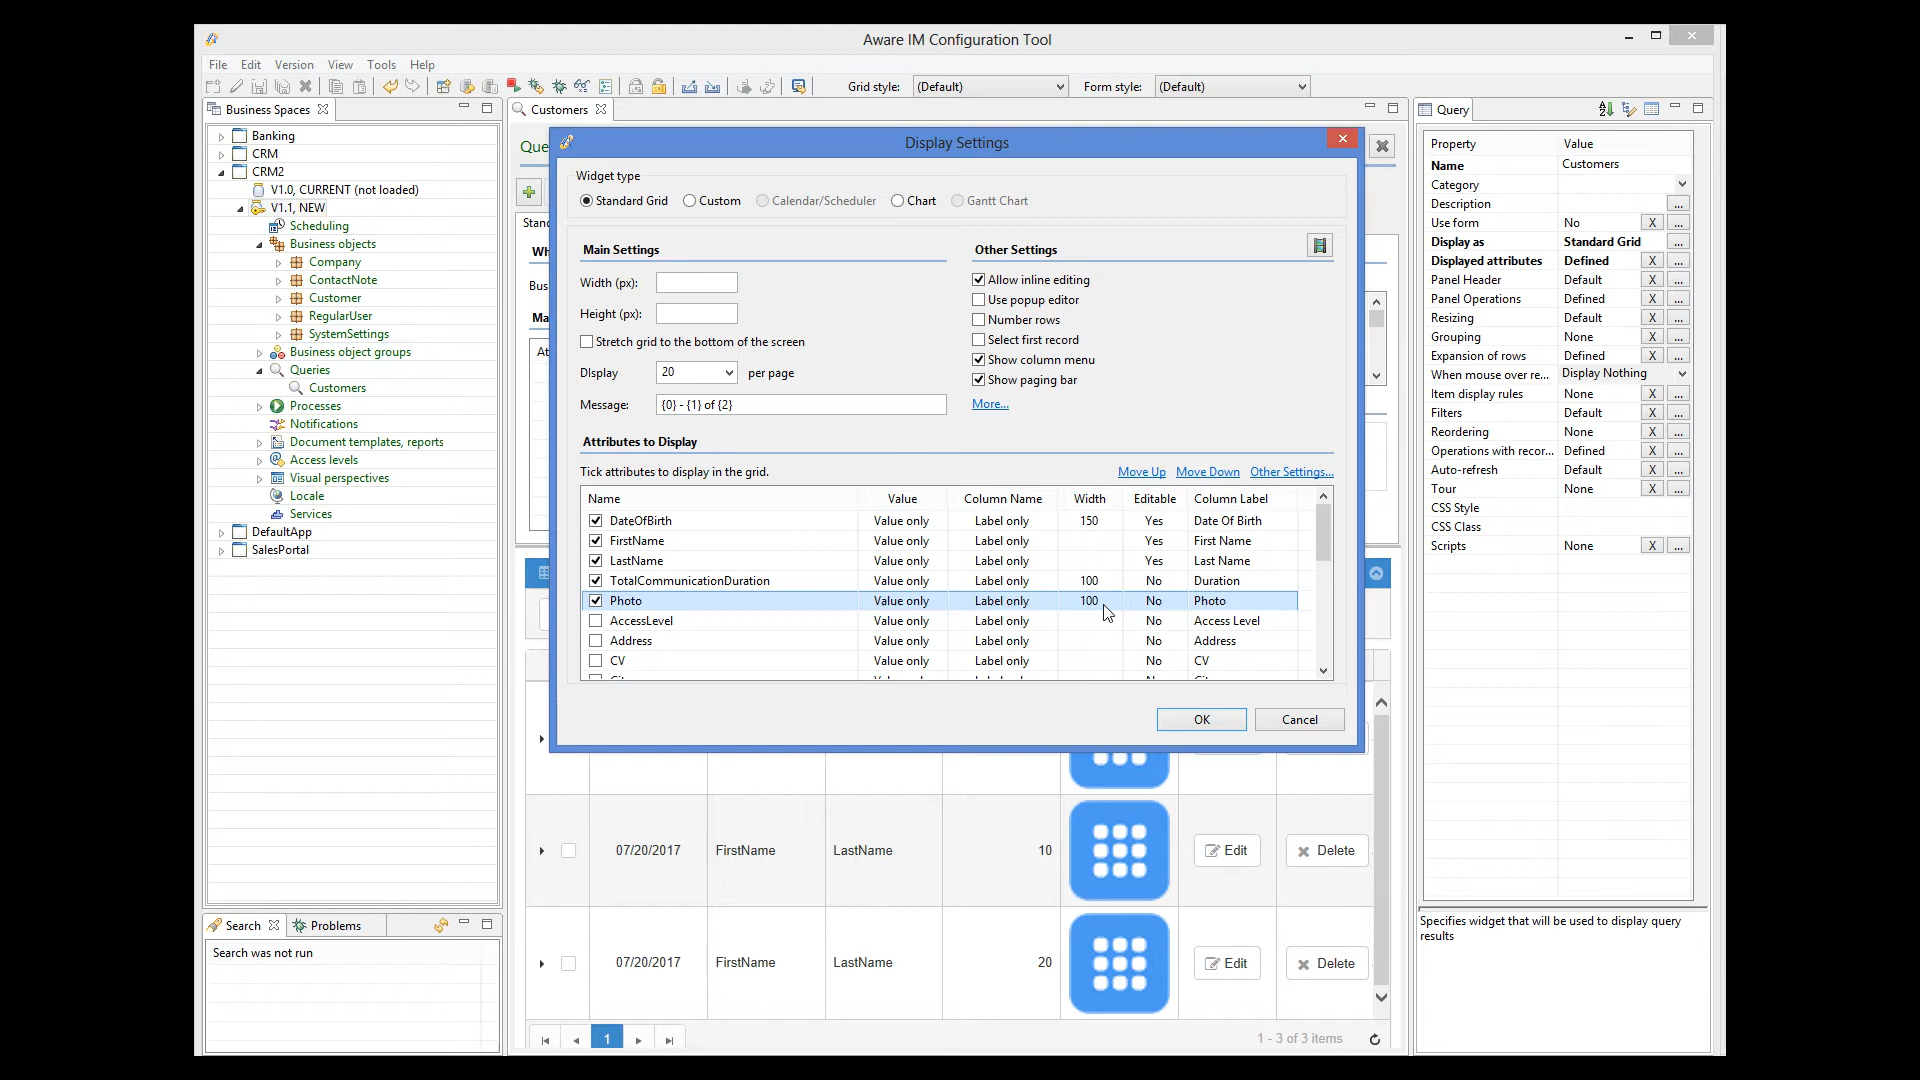 Aware IM Configuration Tool
File Edit Version View Tools Help
Grid style: (Default) Form style: (Default)
Business Spaces
Banking
CRM
CRM2
V1.0, CURRENT (not loaded)
V1.1, NEW
Scheduling
Business objects
Company
ContactNote
Customer
RegularUser
SystemSettings
Business object groups
Queries
Customers
Processes
Notifications
Document templates, reports
Access levels
Visual perspectives
Locale
Services
DefaultApp
SalesPortal
Search Problems
Search was not run
Customers
Que
Stand
Wh
Bus
Ma
At
Display Settings
Widget type
Standard Grid Custom Calendar/Scheduler Chart Gantt Chart
Main Settings
Width (px):
Height (px):
Stretch grid to the bottom of the screen
DIsplay 20 per page
Message: {0} - {1} of {2}
Other Settings
Allow inline editing
Use popup editor
Number rows
Select first record
Show column menu
Show paging bar
More...
Attributes to Display
Tick attributes to display in the grid. Move Up Move Down Other Settings...
Name Value Column Name Width Editable Column Label
DateOfBirth Value only Label only 150 Yes Date Of Birth
FirstName Value only Label only Yes First Name
LastName Value only Label only Yes Last Name
TotalCommunicationDuration Value only Label only 100 No Duration
Photo Value only Label only 100 No Photo
AccessLevel Value only Label only No Access Level
Address Value only Label only No Address
CV Value only Label only No CV
OK Cancel
07/20/2017 FirstName LastName 10 Edit Delete
07/20/2017 FirstName LastName 20 Edit Delete
1
1 - 3 of 3 items
Query
Property Value
Name Customers
Category
Description ...
Use form No X ...
Display as Standard Grid ...
Displayed attributes Defined X ...
Panel Header Default X ...
Panel Operations Defined X ...
Resizing Default X ...
Grouping None X ...
Expansion of rows Defined X ...
When mouse over re... Display Nothing
Item display rules None X ...
Filters Default X ...
Reordering None X ...
Operations with recor... Defined X ...
Auto-refresh Default X ...
Tour None X ...
CSS Style
CSS Class
Scripts None X ...
Specifies widget that will be used to display query
results